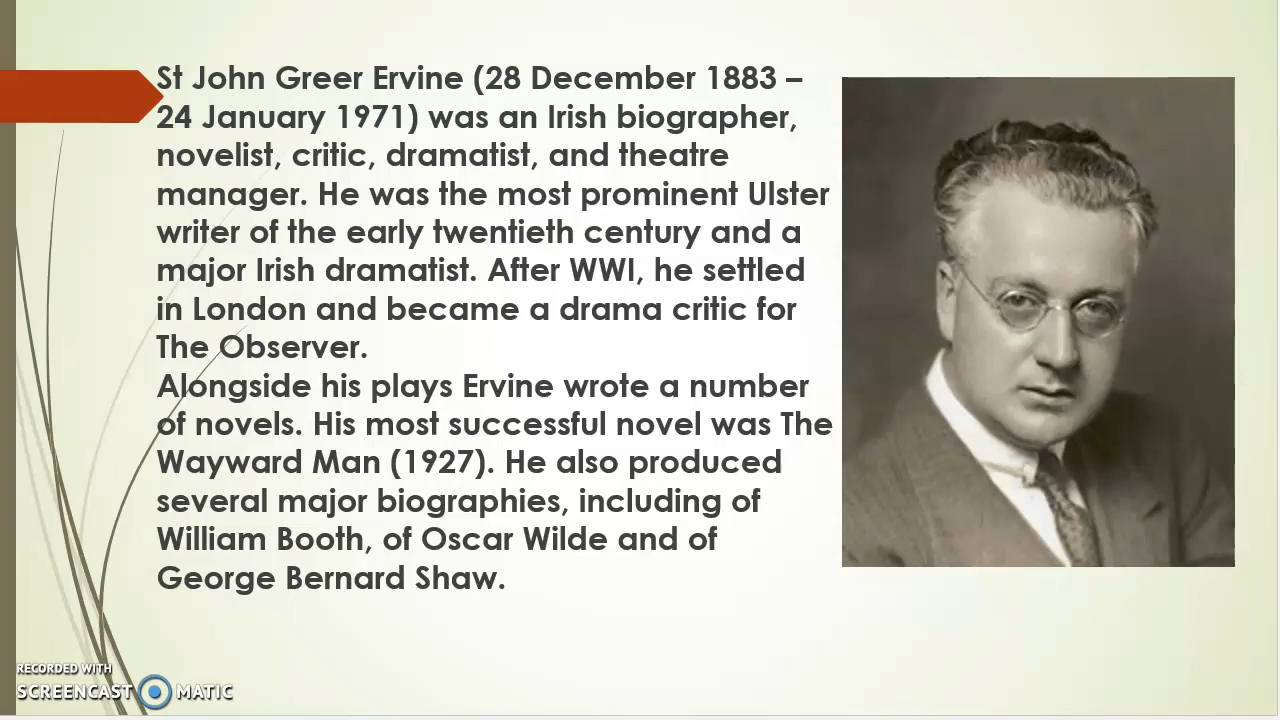 St John Greer Ervine (28 December 1883 –
24 January 1971) was an Irish biographer,
novelist, critic, dramatist, and theatre
manager. He was the most prominent Ulster
writer of the early twentieth century and a
major Irish dramatist. After WWI, he settled
in London and became a drama critic for
The Observer.
Alongside his plays Ervine wrote a number
of novels. His most successful novel was The
Wayward Man (1927). He also produced
several major biographies, including of
William Booth, of Oscar Wilde and of
George Bernard Shaw.
RECORDED WITH
SCREENCAST MATIC